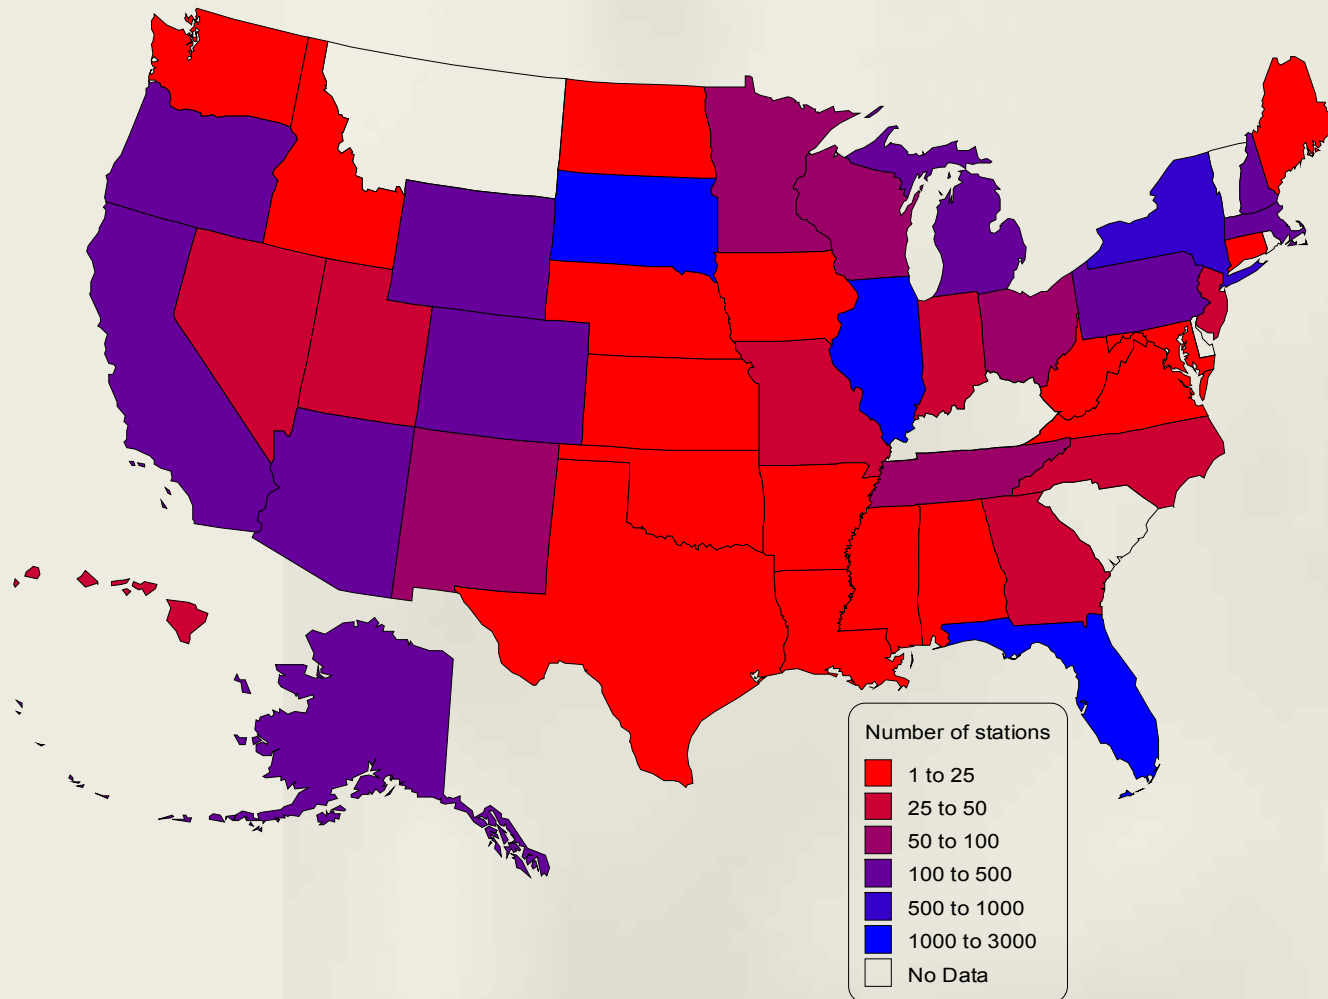 Number of stations
1 to 25
25 to 50
50 to 100
100 to 500
500 to 1000
1000 to 3000
No Data